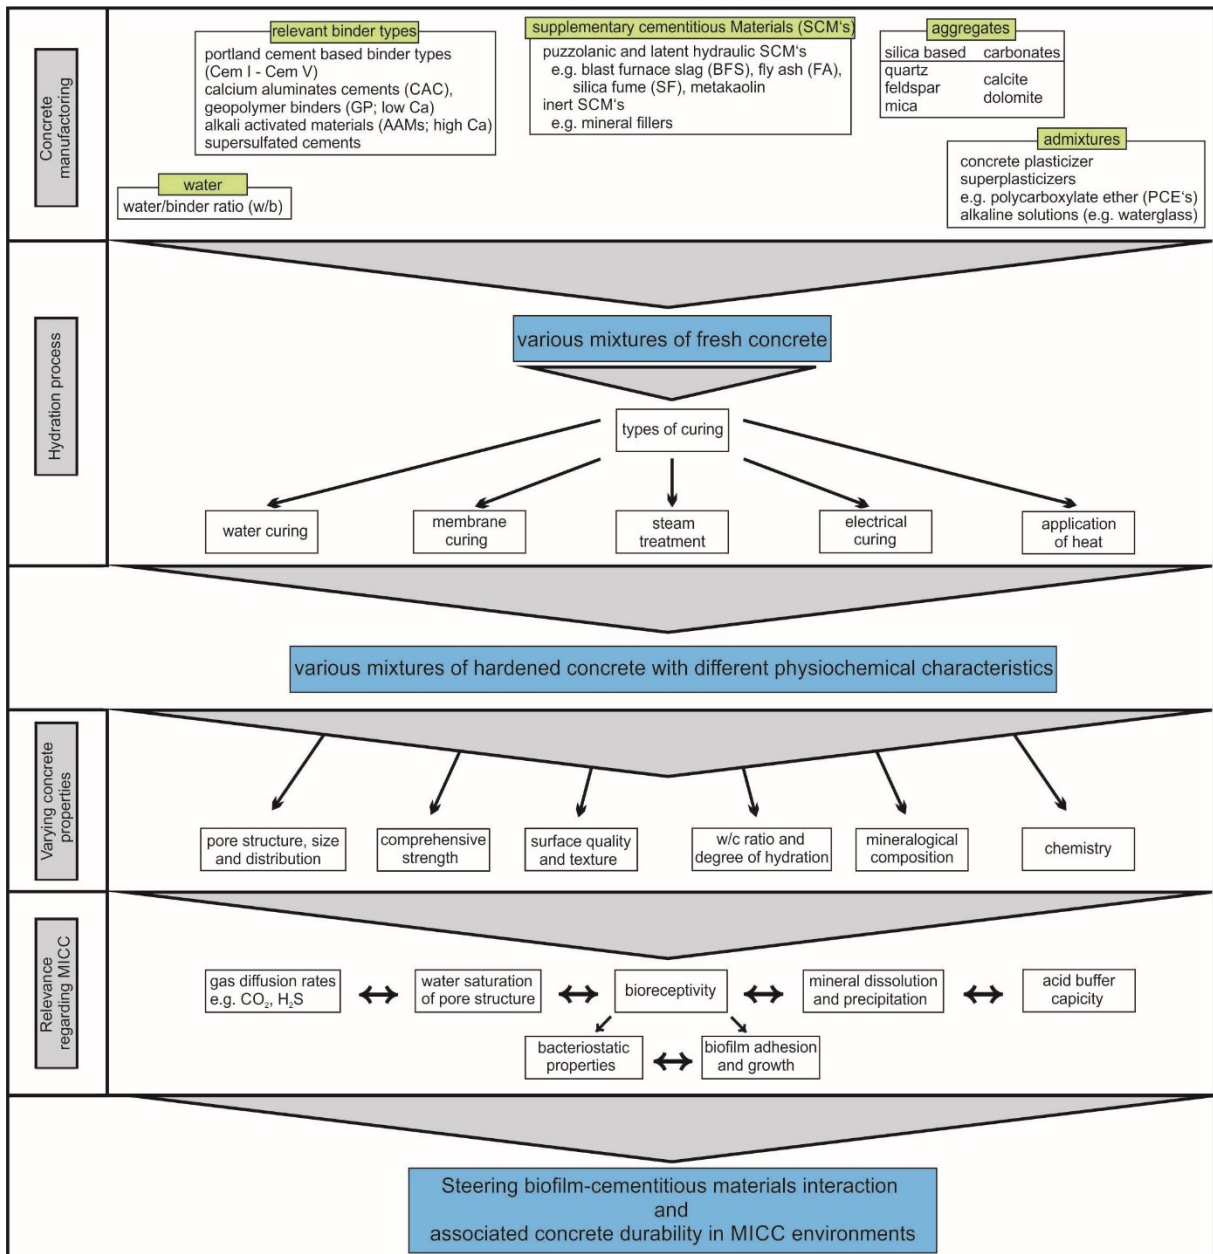 Concrete
manufactoring
relevant binder types
portland cement based binder types
(Cem I - Cem V)
calcium aluminates cements (CAC),
geopolymer binders (GP; low Ca)
alkali activated materials (AAMs; high Ca)
supersulfated cements
supplementary cementitious Materials (SCM's)
puzzolanic and latent hydraulic SCM's
e.g. blast furnace slag (BFS), fly ash (FA),
silica fume (SF), metakaolin
inert SCM's
e.g. mineral fillers
aggregates
silica based carbonates
quartz
feldspar
mica
calcite
dolomite
admixtures
concrete plasticizer
superplasticizers
e.g. polycarboxylate ether (PCE's)
alkaline solutions (e.g. waterglass)
water
water/binder ratio (w/b)
Hydration process
various mixtures of fresh concrete
types of curing
water curing
membrane
curing
steam
treatment
electrical
curing
application
of heat
various mixtures of hardened concrete with different physiochemical characteristics
Varying concrete
properties
pore structure, size
and distribution
comprehensive
strength
surface quality
and texture
w/c ratio and
degree of hydration
mineralogical
composition
chemistry
Relevance
regarding MICC
gas diffusion rates
e.g. CO₂, H₂S
water saturation
of pore structure
bioreceptivity
mineral dissolution
and precipitation
acid buffer
capicity
bacteriostatic
properties
biofilm adhesion
and growth
Steering biofilm-cementitious materials interaction
and
associated concrete durability in MICC environments